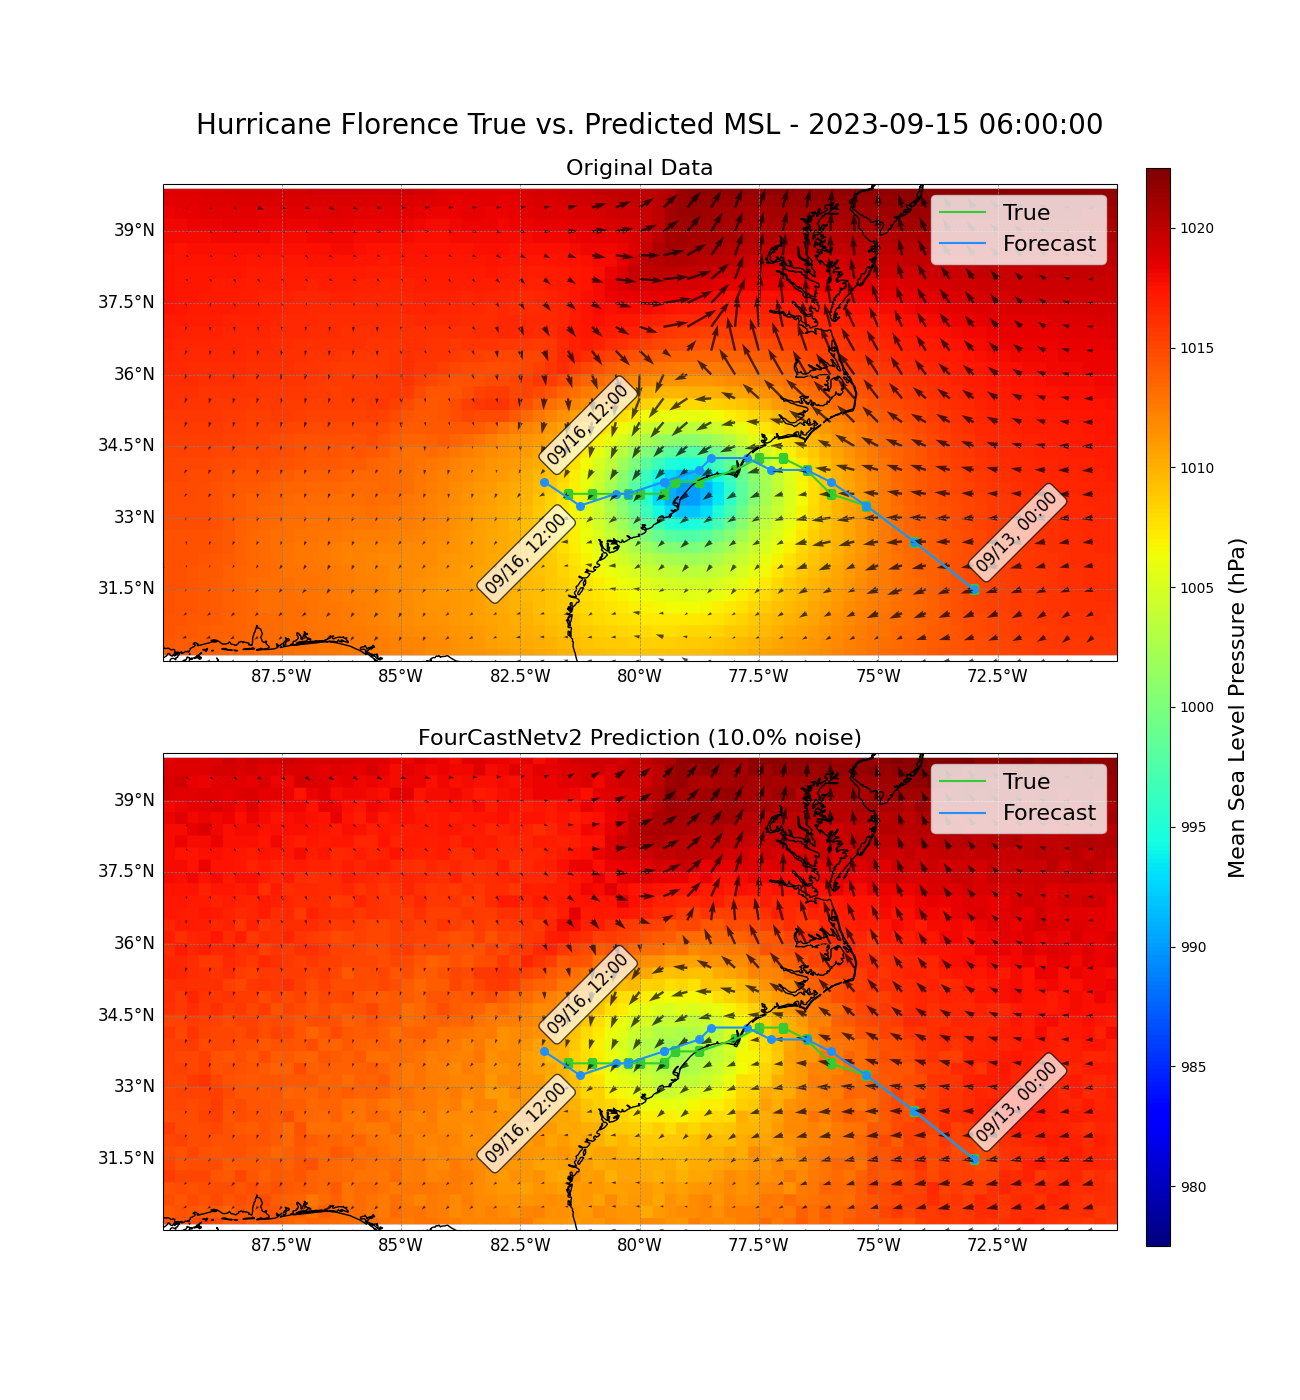 Hurricane Florence True vs. Predicted MSL - 2023-09-15 06:00:00
Original Data
True
Forecast
39°N
37.5°N
36°N
34.5°N
33°N
31.5°N
09/16, 12:00
09/16, 12:00
09/13, 00:00
87.5°W 85°W 82.5°W 80°W 77.5°W 75°W 72.5°W
FourCastNetv2 Prediction (10.0% noise)
True
Forecast
39°N
37.5°N
36°N
34.5°N
33°N
31.5°N
09/16, 12:00
09/16, 12:00
09/13, 00:00
87.5°W 85°W 82.5°W 80°W 77.5°W 75°W 72.5°W
1020
1015
1010
1005
1000
995
990
985
980
Mean Sea Level Pressure (hPa)